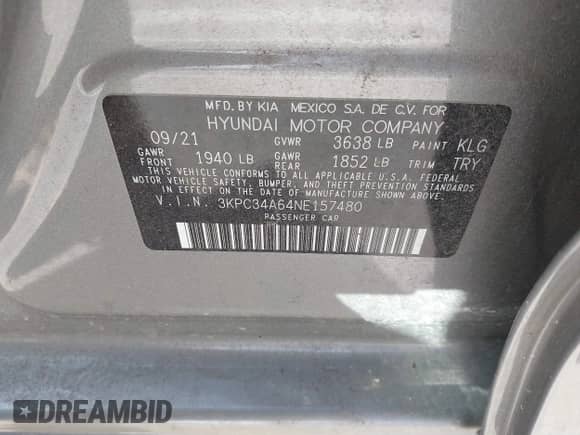 MFD. BY KIA MEXICO S.A. DE C.V. FOR
HYUNDAI MOTOR COMPANY
09/21 GVWR 3638 LB PAINT KLG
GAWR FRONT 1940 LB GAWR REAR 1852 LB TRIM TRY
THIS VEHICLE CONFORMS TO ALL APPLICABLE U.S.A. FEDERAL
MOTOR VEHICLE SAFETY, BUMPER, AND THEFT PREVENTION STANDARDS
IN EFFECT ON THE DATE OF MANUFACTURE SHOWN ABOVE.
V.I.N. 3KPC34A64NE157480
PASSENGER CAR
DREAMBID